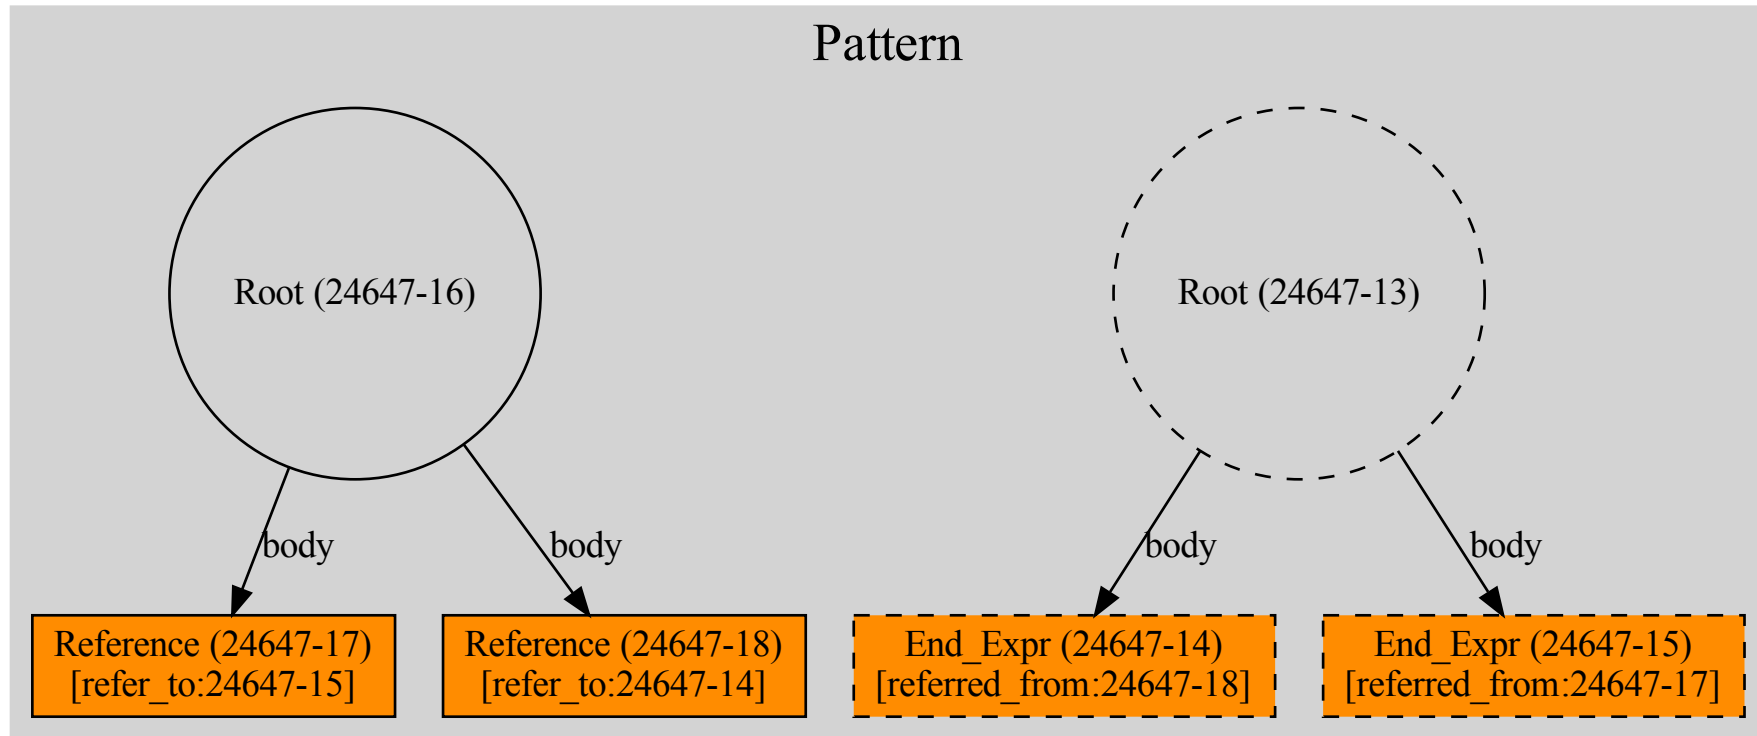 Pattern
Root (24647-16)
Root (24647-13)
body
body
body
body
Reference (24647-17)
[refer_to:24647-15]
Reference (24647-18)
[refer_to:24647-14]
End_Expr (24647-14)
[referred_from:24647-18]
End_Expr (24647-15)
[referred_from:24647-17]